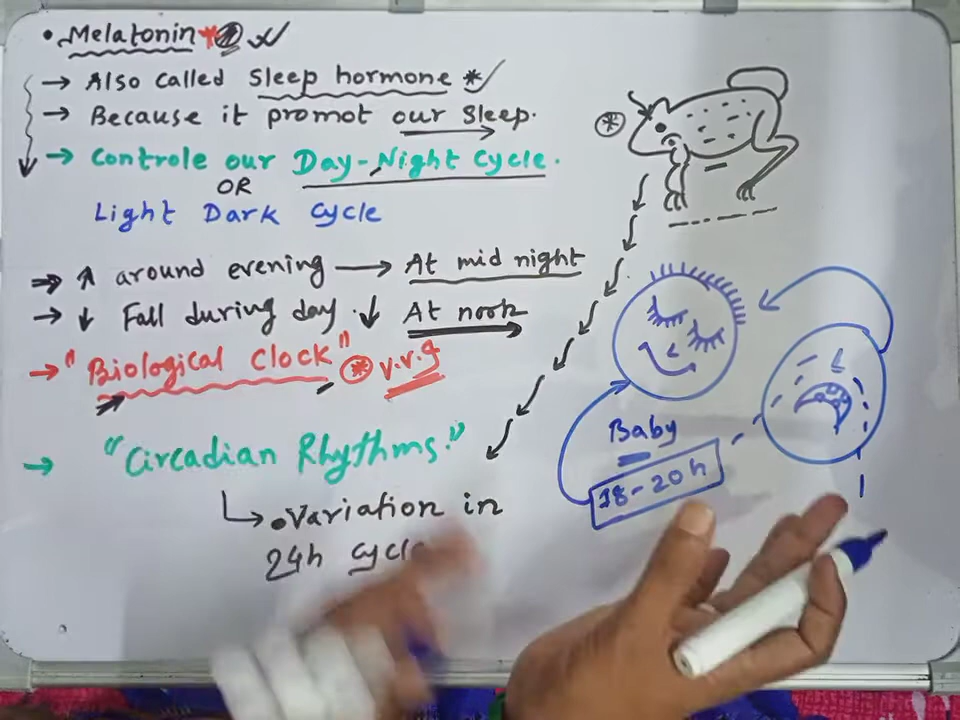 • Melatonin
→ Also called Sleep hormone
→ Because it promot our Sleep.
→ Controle our Day-Night Cycle.
OR
Light Dark Cycle
⇒ ↑ around evening → At mid night
→ ↓ Fall during day. ↓ At noon
→ "Biological Clock" v.v.g
→ "Circadian Rhythms."
↳ • Variation in
24h Cycle
Baby
18-20h